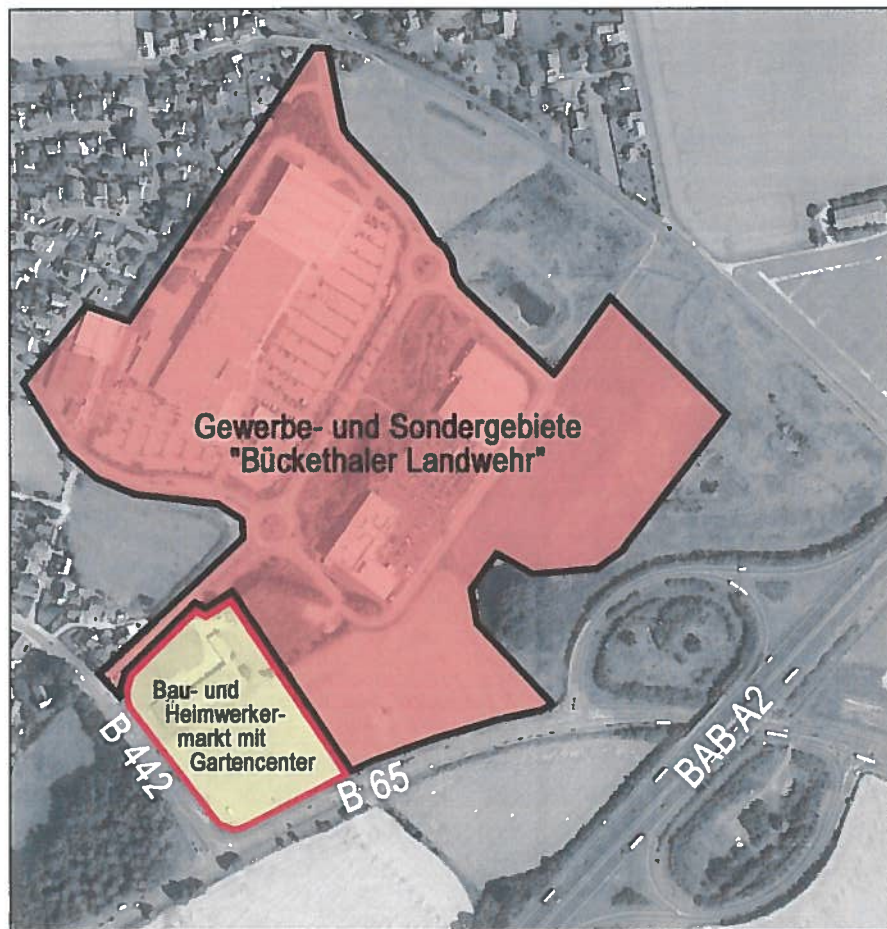 Gewerbe- und Sondergebiete
"Bückethaler Landwehr"
Bau- und
Heimwerker-
markt mit
Gartencenter
B 442
B 65
BAB A2